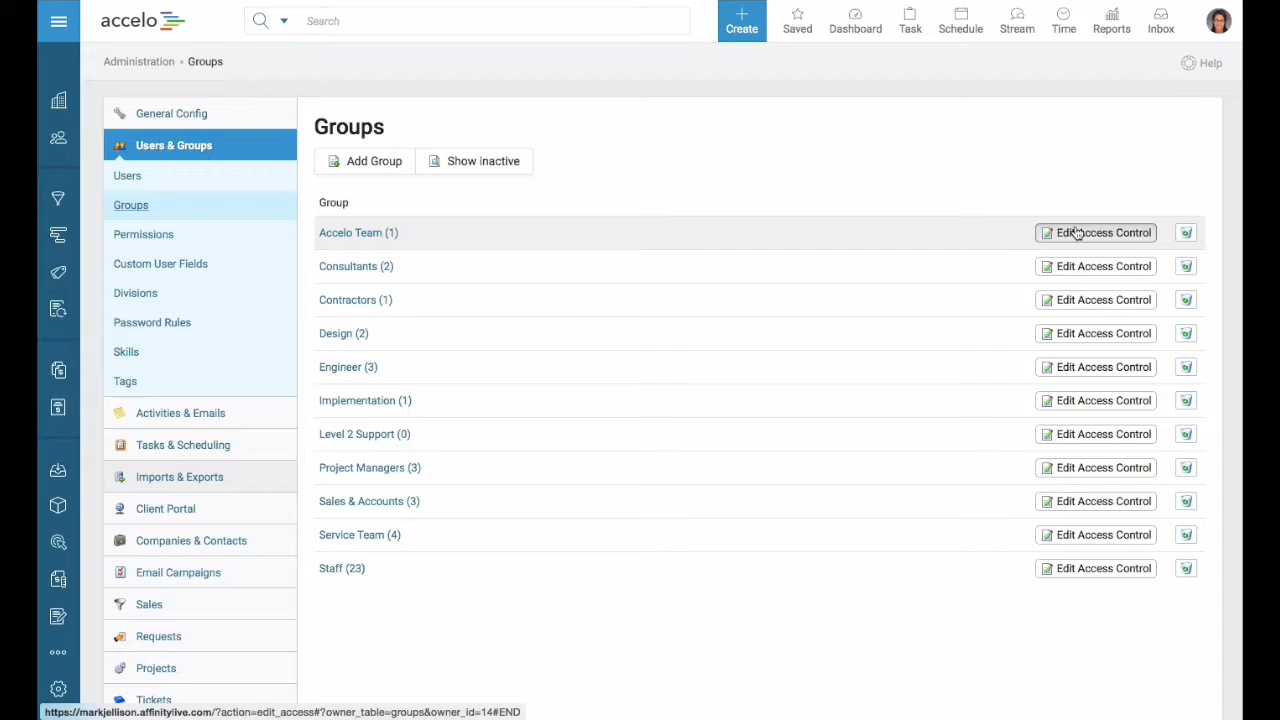 accelo
Search
Create
Saved
Dashboard
Task
Schedule
Stream
Time
Reports
Inbox
Administration • Groups
Help
General Config
Users & Groups
Users
Groups
Permissions
Custom User Fields
Divisions
Password Rules
Skills
Tags
Activities & Emails
Tasks & Scheduling
Imports & Exports
Client Portal
Companies & Contacts
Email Campaigns
Sales
Requests
Projects
Tickets
Groups
Add Group
Show inactive
Group
Accelo Team (1) Edit Access Control
Consultants (2) Edit Access Control
Contractors (1) Edit Access Control
Design (2) Edit Access Control
Engineer (3) Edit Access Control
Implementation (1) Edit Access Control
Level 2 Support (0) Edit Access Control
Project Managers (3) Edit Access Control
Sales & Accounts (3) Edit Access Control
Service Team (4) Edit Access Control
Staff (23) Edit Access Control
https://markjellison.affinitylive.com/?action=edit_access#?owner_table=groups&owner_id=14#END